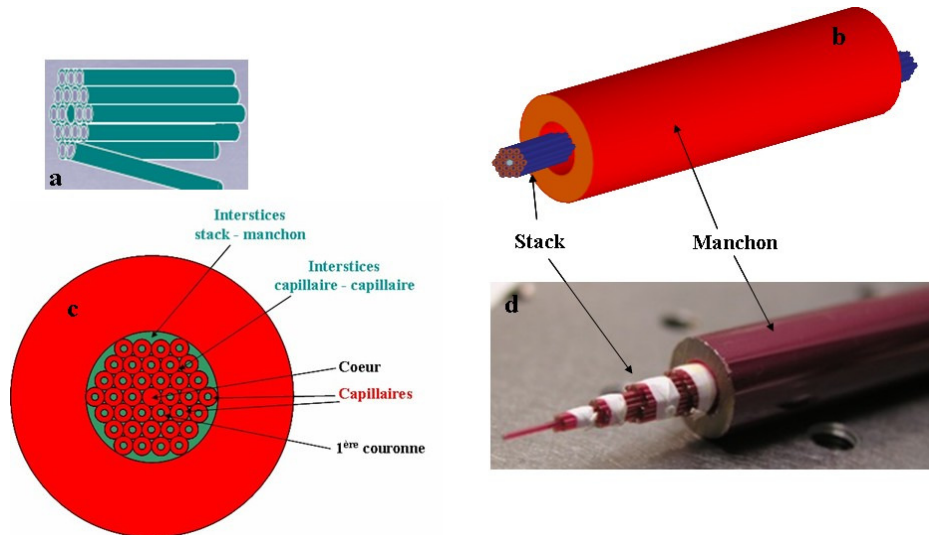 a
b
Stack
Manchon
Interstices
stack - manchon
Interstices
capillaire - capillaire
c
Coeur
Capillaires
1ère couronne
d